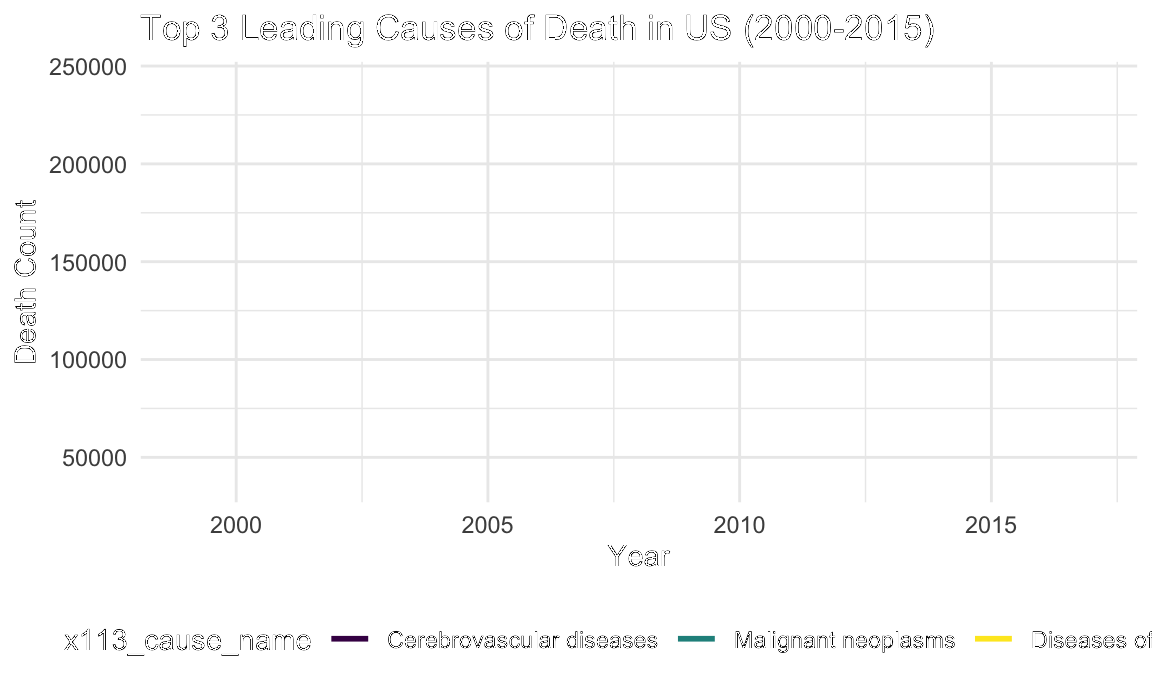 Top 3 Leading Causes of Death in US (2000-2015)
250000
200000
150000
100000
50000
Death Count
2000 2005 2010 2015
Year
x113_cause_name Cerebrovascular diseases Malignant neoplasms Diseases of